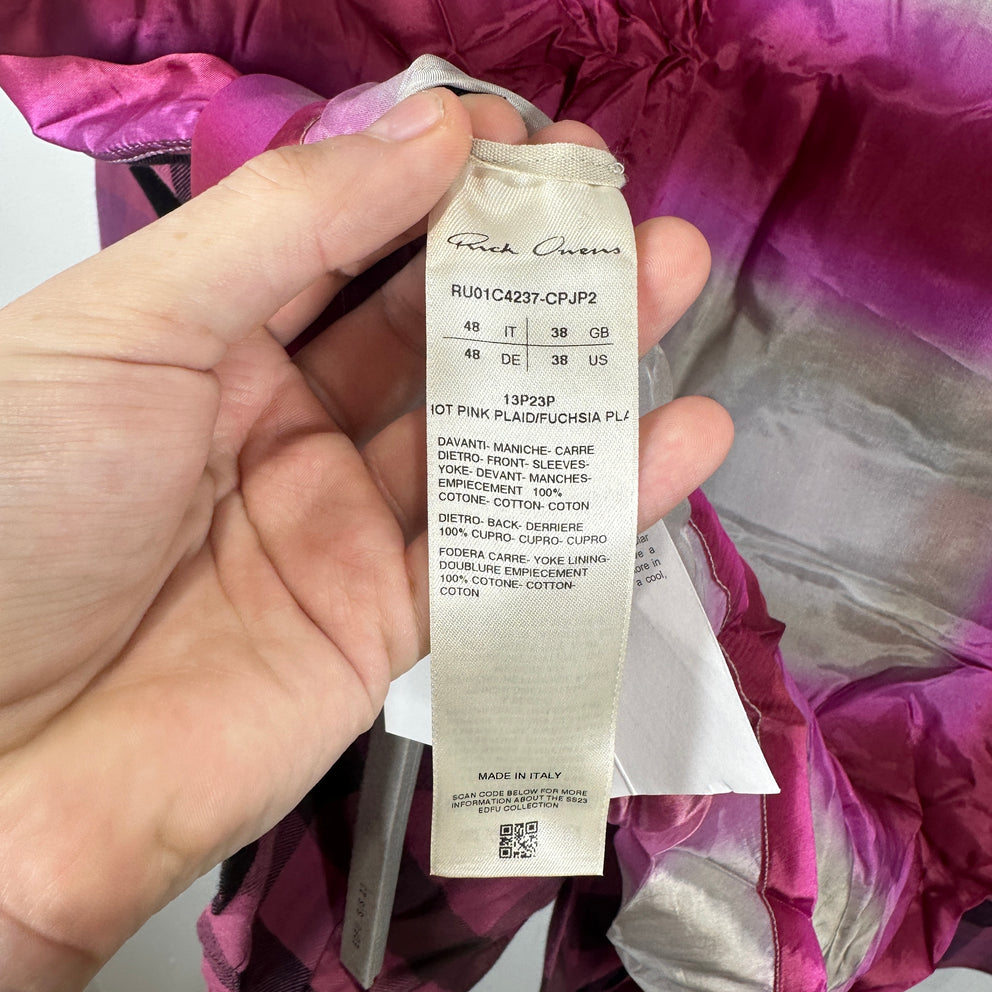 Rick Owens
RU01C4237-CPJP2
48 IT 38 GB
48 DE 38 US
13P23P
HOT PINK PLAID/FUCHSIA PLA
DAVANTI- MANICHE- CARRE
DIETRO- FRONT- SLEEVES-
YOKE- DEVANT- MANCHES-
EMPIECEMENT 100%
COTONE- COTTON- COTON
DIETRO- BACK- DERRIERE
100% CUPRO- CUPRO- CUPRO
FODERA CARRE- YOKE LINING-
DOUBLURE EMPIECEMENT
100% COTONE- COTTON-
COTON
MADE IN ITALY
SCAN CODE BELOW FOR MORE
INFORMATION ABOUT THE SS23
EDFU COLLECTION
a cool,